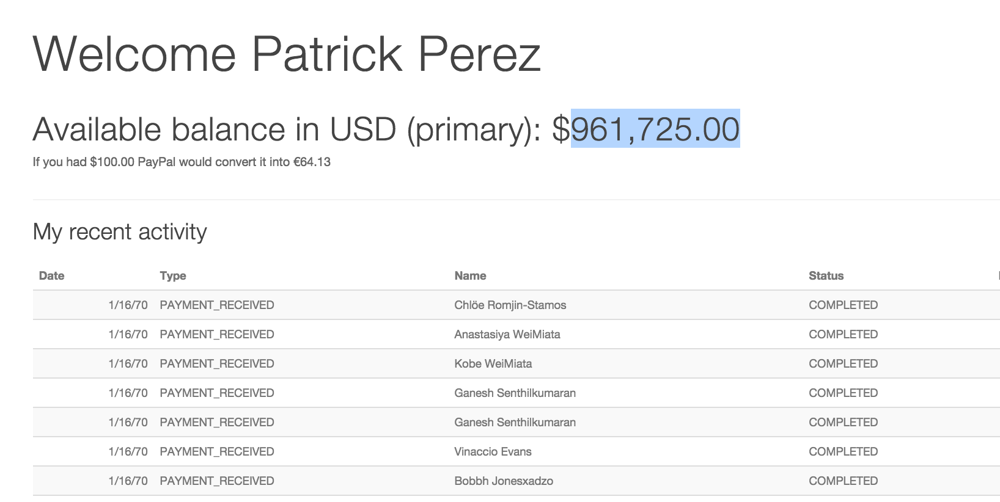 Welcome Patrick Perez
Available balance in USD (primary): $961,725.00
If you had $100.00 PayPal would convert it into €64.13
My recent activity
Date Type Name Status
1/16/70 PAYMENT_RECEIVED Chlöe Romjin-Stamos COMPLETED
1/16/70 PAYMENT_RECEIVED Anastasiya WeiMiata COMPLETED
1/16/70 PAYMENT_RECEIVED Kobe WeiMiata COMPLETED
1/16/70 PAYMENT_RECEIVED Ganesh Senthilkumaran COMPLETED
1/16/70 PAYMENT_RECEIVED Ganesh Senthilkumaran COMPLETED
1/16/70 PAYMENT_RECEIVED Vinaccio Evans COMPLETED
1/16/70 PAYMENT_RECEIVED Bobbh Jonesxadzo COMPLETED